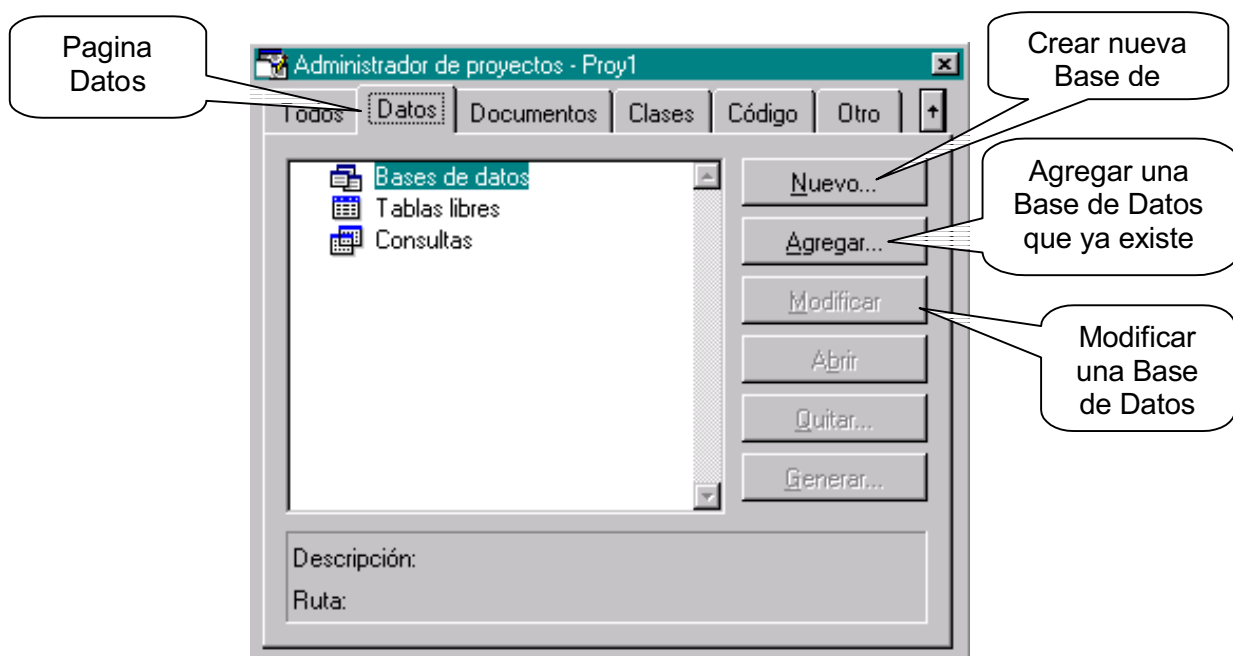 Pagina
Datos
Crear nueva
Base de
Administrador de proyectos - Proy1
Todos
Datos
Documentos
Clases
Código
Otro
Bases de datos
Tablas libres
Consultas
Nuevo...
Agregar...
Modificar
Abrir
Quitar...
Generar...
Agregar una
Base de Datos
que ya existe
Modificar
una Base
de Datos
Descripción:
Ruta: